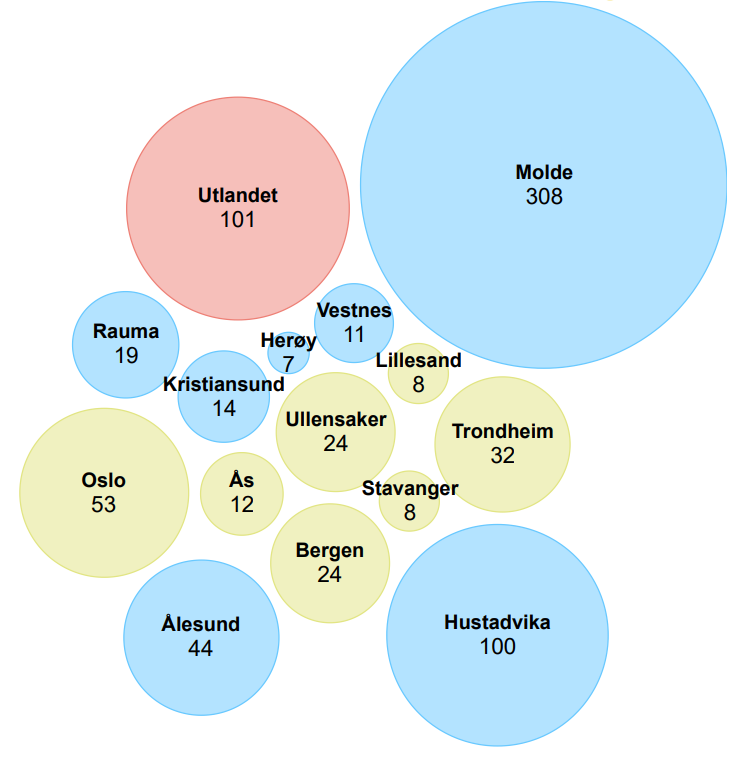 Molde
308
Utlandet
101
Vestnes
11
Rauma
19
Herøy
7
Lillesand
8
Kristiansund
14
Ullensaker
24
Trondheim
32
Oslo
53
Ås
12
Stavanger
8
Bergen
24
Ålesund
44
Hustadvika
100